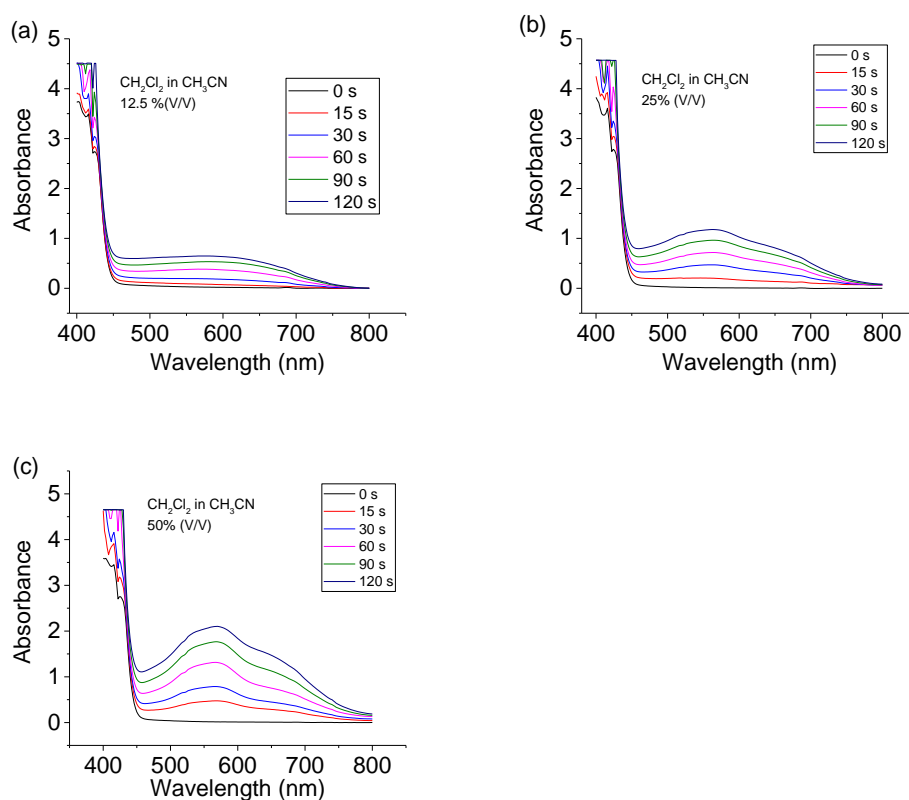 (a)
CH2Cl2 in CH3CN
12.5 %(V/V)
0 s
15 s
30 s
60 s
90 s
120 s
5
4
3
2
1
0
400 500 600 700 800
Wavelength (nm)
Absorbance
(b)
CH2Cl2 in CH3CN
25% (V/V)
0 s
15 s
30 s
60 s
90 s
120 s
5
4
3
2
1
0
400 500 600 700 800
Wavelength (nm)
Absorbance
(c)
CH2Cl2 in CH3CN
50% (V/V)
0 s
15 s
30 s
60 s
90 s
120 s
5
4
3
2
1
0
400 500 600 700 800
Wavelength (nm)
Absorbance